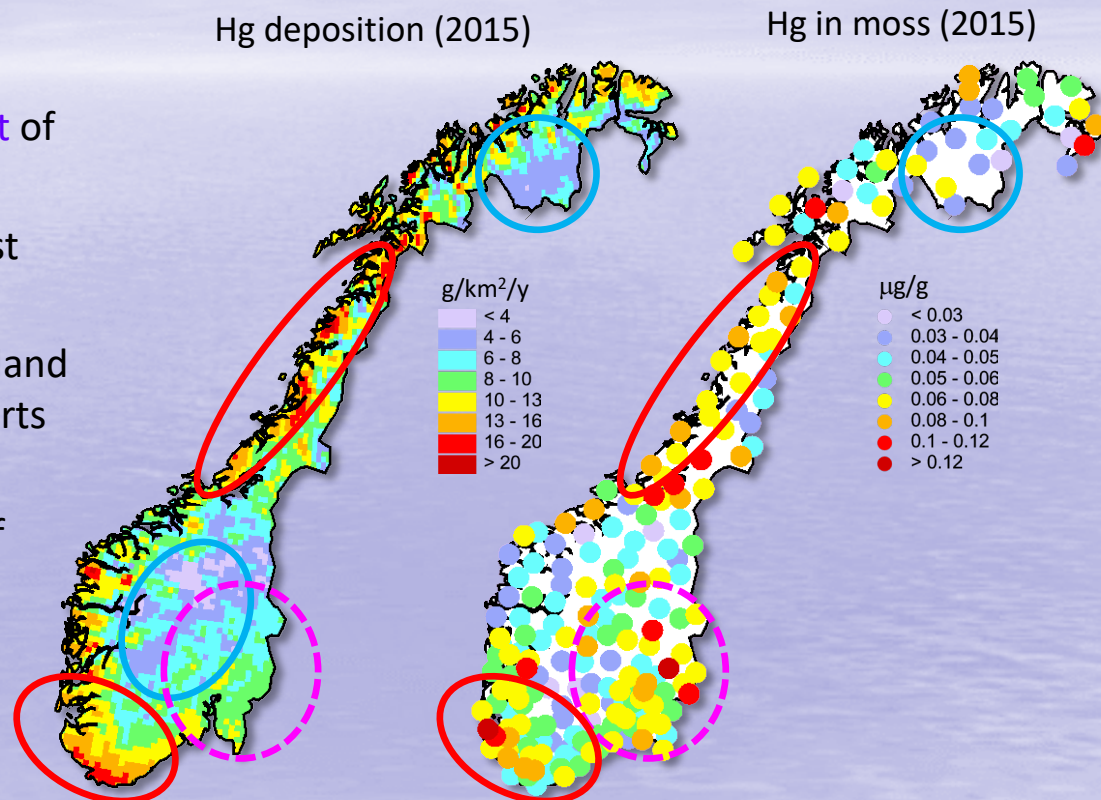 Hg deposition (2015)
Hg in moss (2015)
of
st
and
rts
g/km²/y
< 4
4 - 6
6 - 8
8 - 10
10 - 13
13 - 16
16 - 20
> 20
µg/g
< 0.03
0.03 - 0.04
0.04 - 0.05
0.05 - 0.06
0.06 - 0.08
0.08 - 0.1
0.1 - 0.12
> 0.12